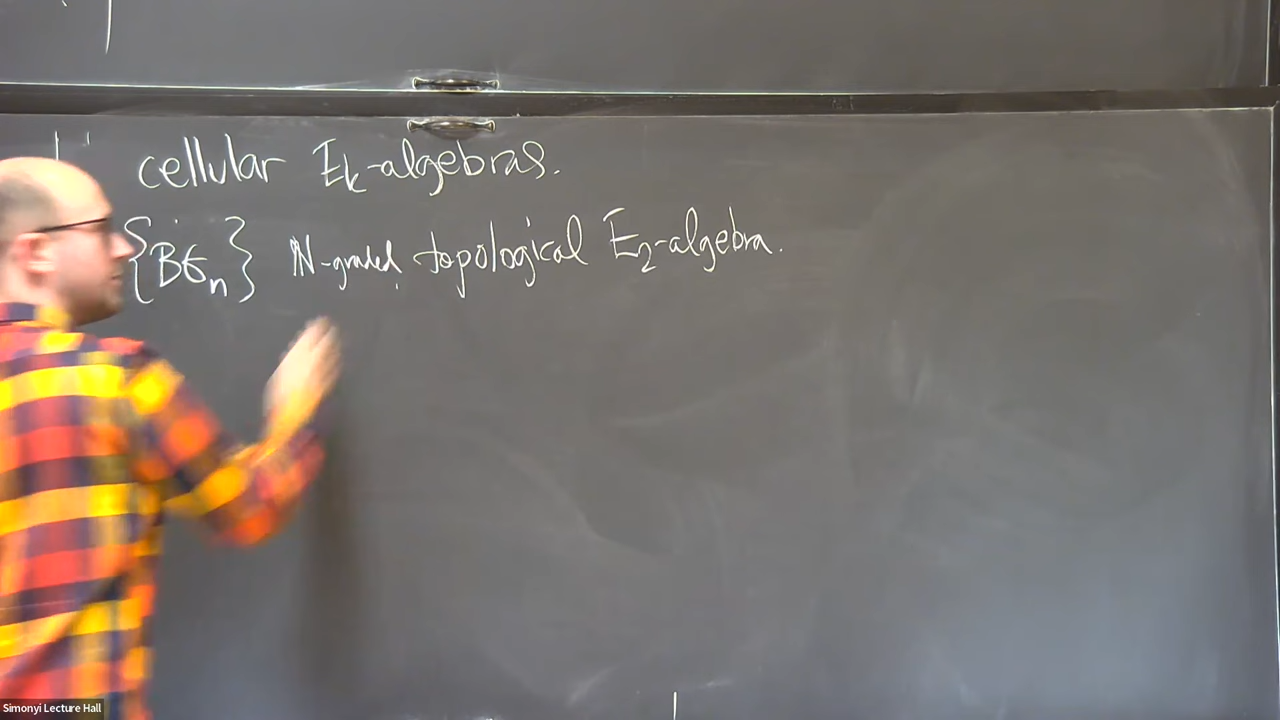 cellular E_k-algebras.
{BG_n} N-graded topological E_2-algebra.
Simonyi Lecture Hall